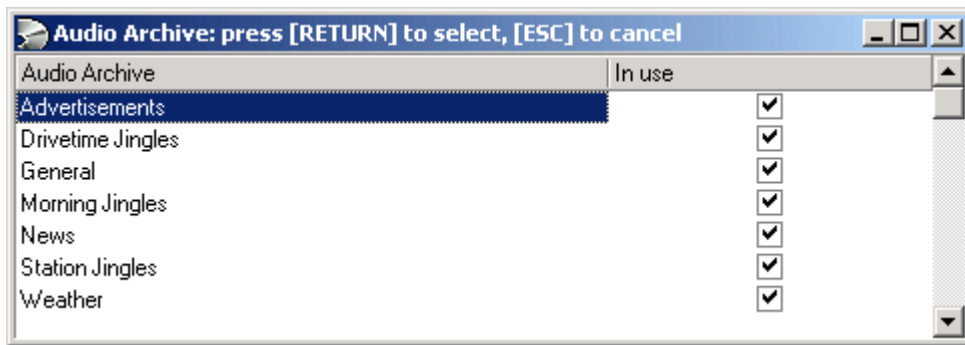 Audio Archive: press [RETURN] to select, [ESC] to cancel
Audio Archive In use
Advertisements
Drivetime Jingles
General
Morning Jingles
News
Station Jingles
Weather